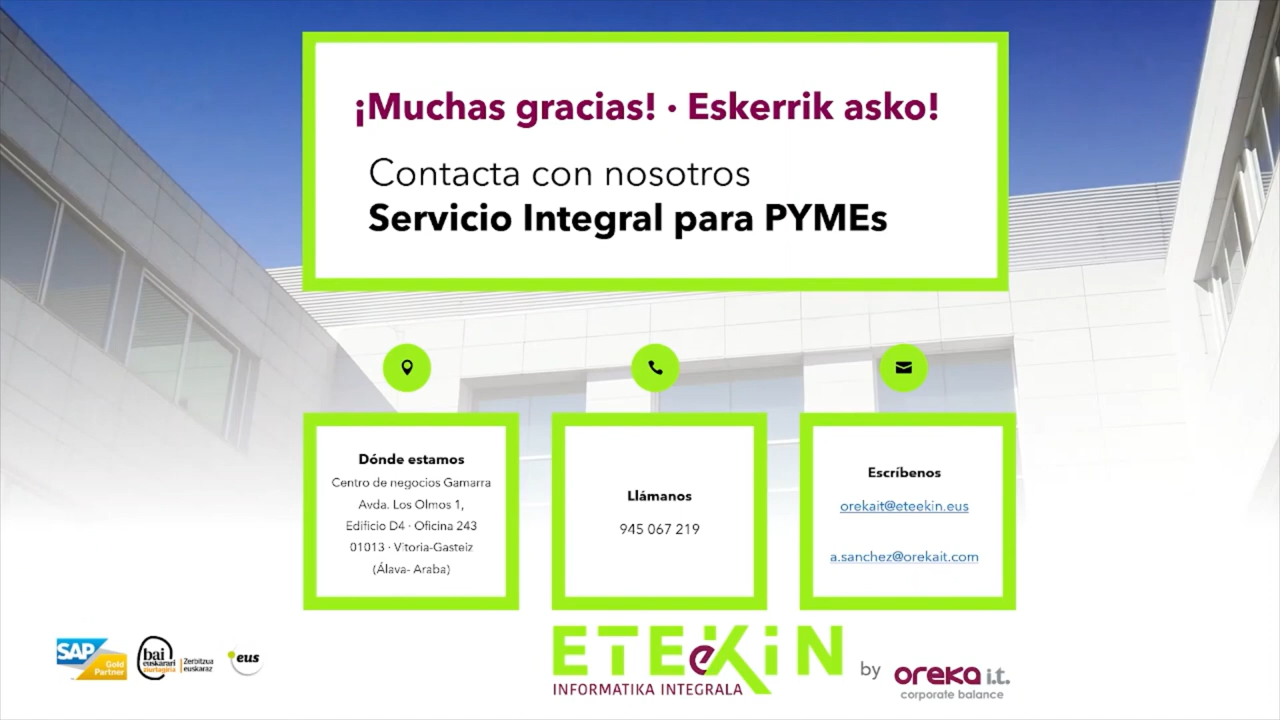 ¡Muchas gracias! · Eskerrik asko!
Contacta con nosotros
Servicio Integral para PYMEs
Dónde estamos
Centro de negocios Gamarra
Avda. Los Olmos 1,
Edificio D4 · Oficina 243
01013 · Vitoria-Gasteiz
(Álava- Araba)
Llámanos
945 067 219
Escríbenos
orekait@eteekin.eus
a.sanchez@orekait.com
SAP
Gold
Partner
bai
euskarari
ziurtagiria
Zerbitzua
euskaraz
.eus
ETEeKiN
INFORMATIKA INTEGRALA
by
oreka i.t.
corporate balance